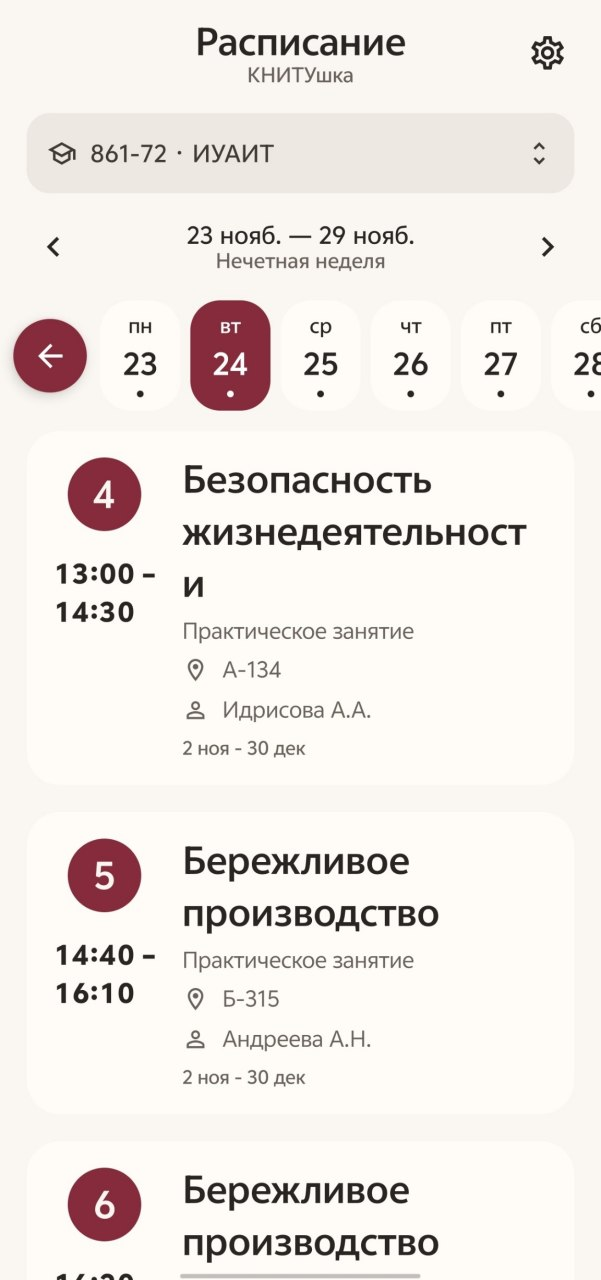 Расписание
КНИТУшка
861-72 · ИУАИТ
23 нояб. — 29 нояб.
Нечетная неделя
пн вт ср чт пт сб
23 24 25 26 27 28
4
Безопасность
жизнедеятельност
и
13:00 –
14:30
Практическое занятие
А-134
Идрисова А.А.
2 ноя - 30 дек
5
Бережливое
производство
14:40 –
16:10
Практическое занятие
Б-315
Андреева А.Н.
2 ноя - 30 дек
6
Бережливое
производство